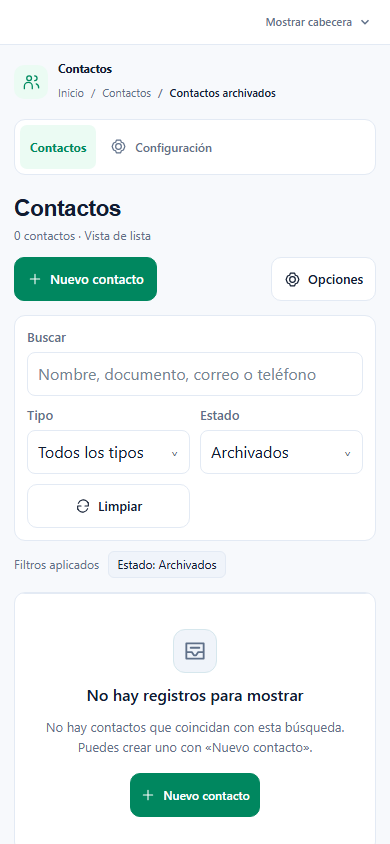 Mostrar cabecera
Contactos
Inicio / Contactos / Contactos archivados
Contactos
Configuración
Contactos
0 contactos · Vista de lista
Nuevo contacto
Opciones
Buscar
Nombre, documento, correo o teléfono
Tipo
Estado
Todos los tipos
Archivados
Limpiar
Filtros aplicados
Estado: Archivados
No hay registros para mostrar
No hay contactos que coincidan con esta búsqueda.
Puedes crear uno con «Nuevo contacto».
Nuevo contacto